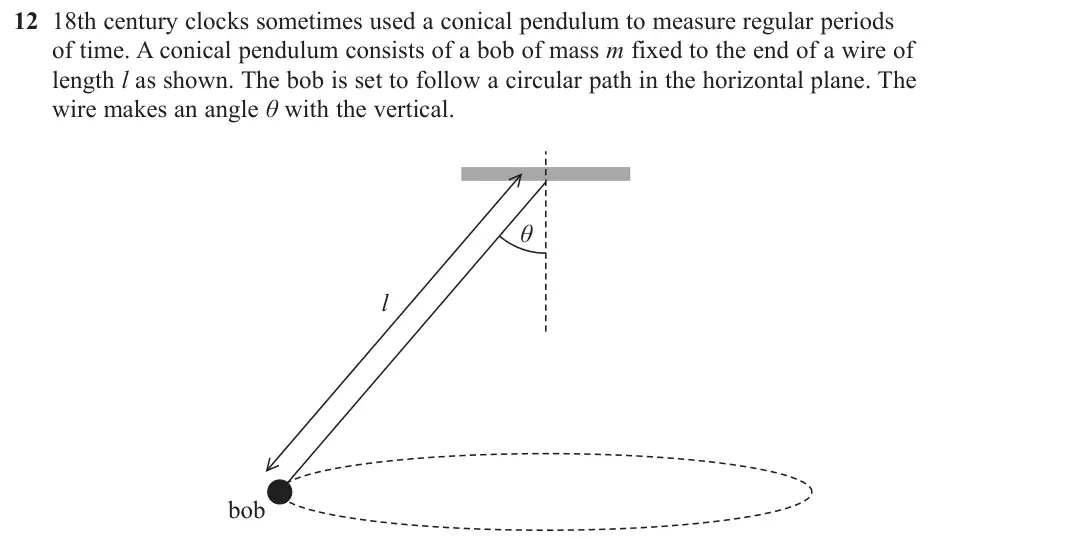 12 18th century clocks sometimes used a conical pendulum to measure regular periods
of time. A conical pendulum consists of a bob of mass m fixed to the end of a wire of
length l as shown. The bob is set to follow a circular path in the horizontal plane. The
wire makes an angle θ with the vertical.
θ
l
bob